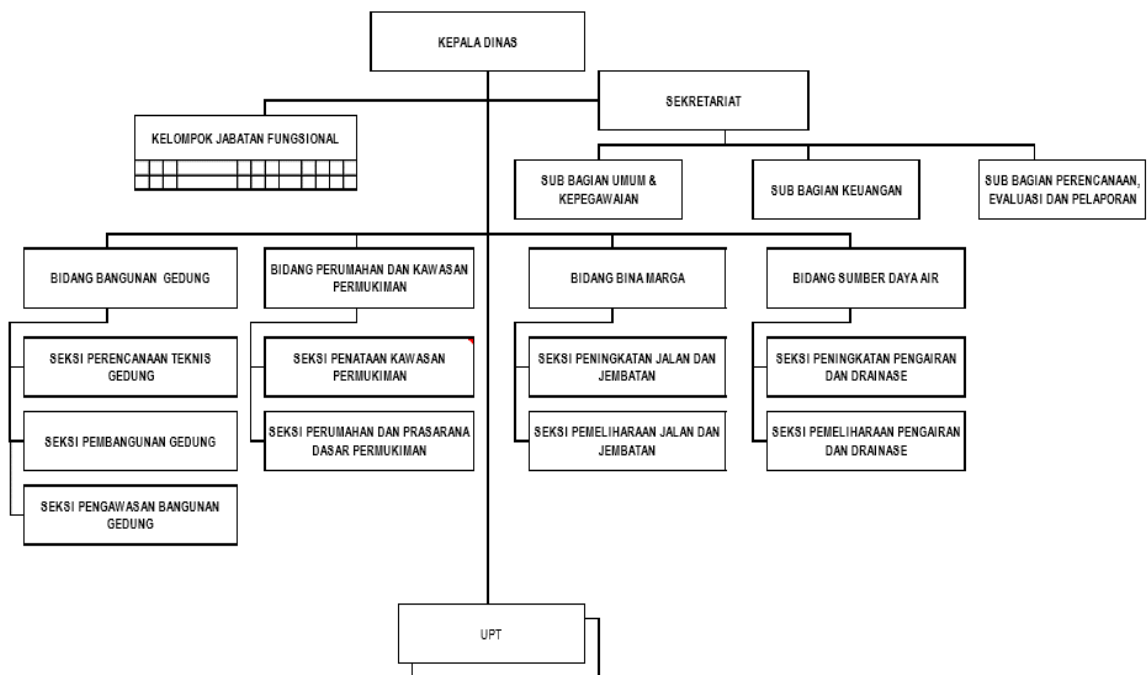 KEPALA DINAS
SEKRETARIAT
KELOMPOK JABATAN FUNGSIONAL
SUB BAGIAN UMUM &
KEPEGAWAIAN
SUB BAGIAN KEUANGAN
SUB BAGIAN PERENCANAAN,
EVALUASI DAN PELAPORAN
BIDANG BANGUNAN GEDUNG
BIDANG PERUMAHAN DAN KAWASAN
PERMUKIMAN
BIDANG BINA MARGA
BIDANG SUMBER DAYA AIR
SEKSI PERENCANAAN TEKNIS
GEDUNG
SEKSI PENATAAN KAWASAN
PERMUKIMAN
SEKSI PENINGKATAN JALAN DAN
JEMBATAN
SEKSI PENINGKATAN PENGAIRAN
DAN DRAINASE
SEKSI PEMBANGUNAN GEDUNG
SEKSI PERUMAHAN DAN PRASARANA
DASAR PERMUKIMAN
SEKSI PEMELIHARAAN JALAN DAN
JEMBATAN
SEKSI PEMELIHARAAN PENGAIRAN
DAN DRAINASE
SEKSI PENGAWASAN BANGUNAN
GEDUNG
UPT